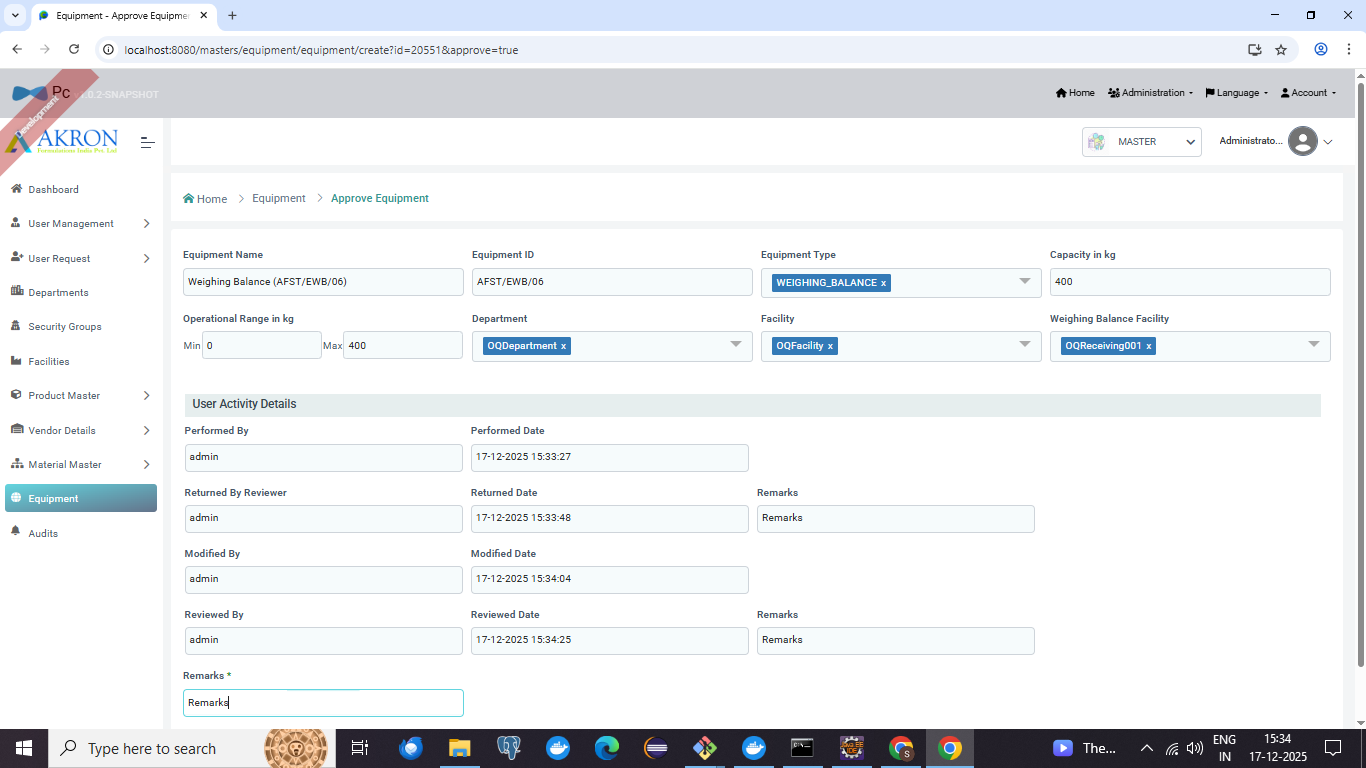 Equipment - Approve Equipme
localhost:8080/masters/equipment/equipment/create?id=20551&approve=true
Pc v1.0.2-SNAPSHOT
Development
Home
Administration
Language
Account
AKRON
Formulations India Pvt Ltd
MASTER
Administrato...
Dashboard
User Management
User Request
Departments
Security Groups
Facilities
Product Master
Vendor Details
Material Master
Equipment
Audits
Home > Equipment > Approve Equipment
Equipment Name Equipment ID Equipment Type Capacity in kg
Weighing Balance (AFST/EWB/06) AFST/EWB/06 WEIGHING_BALANCE x 400
Operational Range in kg Department Facility Weighing Balance Facility
Min 0 Max 400 OQDepartment x OQFacility x OQReceiving001 x
User Activity Details
Performed By Performed Date
admin 17-12-2025 15:33:27
Returned By Reviewer Returned Date Remarks
admin 17-12-2025 15:33:48 Remarks
Modified By Modified Date
admin 17-12-2025 15:34:04
Reviewed By Reviewed Date Remarks
admin 17-12-2025 15:34:25 Remarks
Remarks *
Remarks
Type here to search
The...
ENG
IN
15:34
17-12-2025